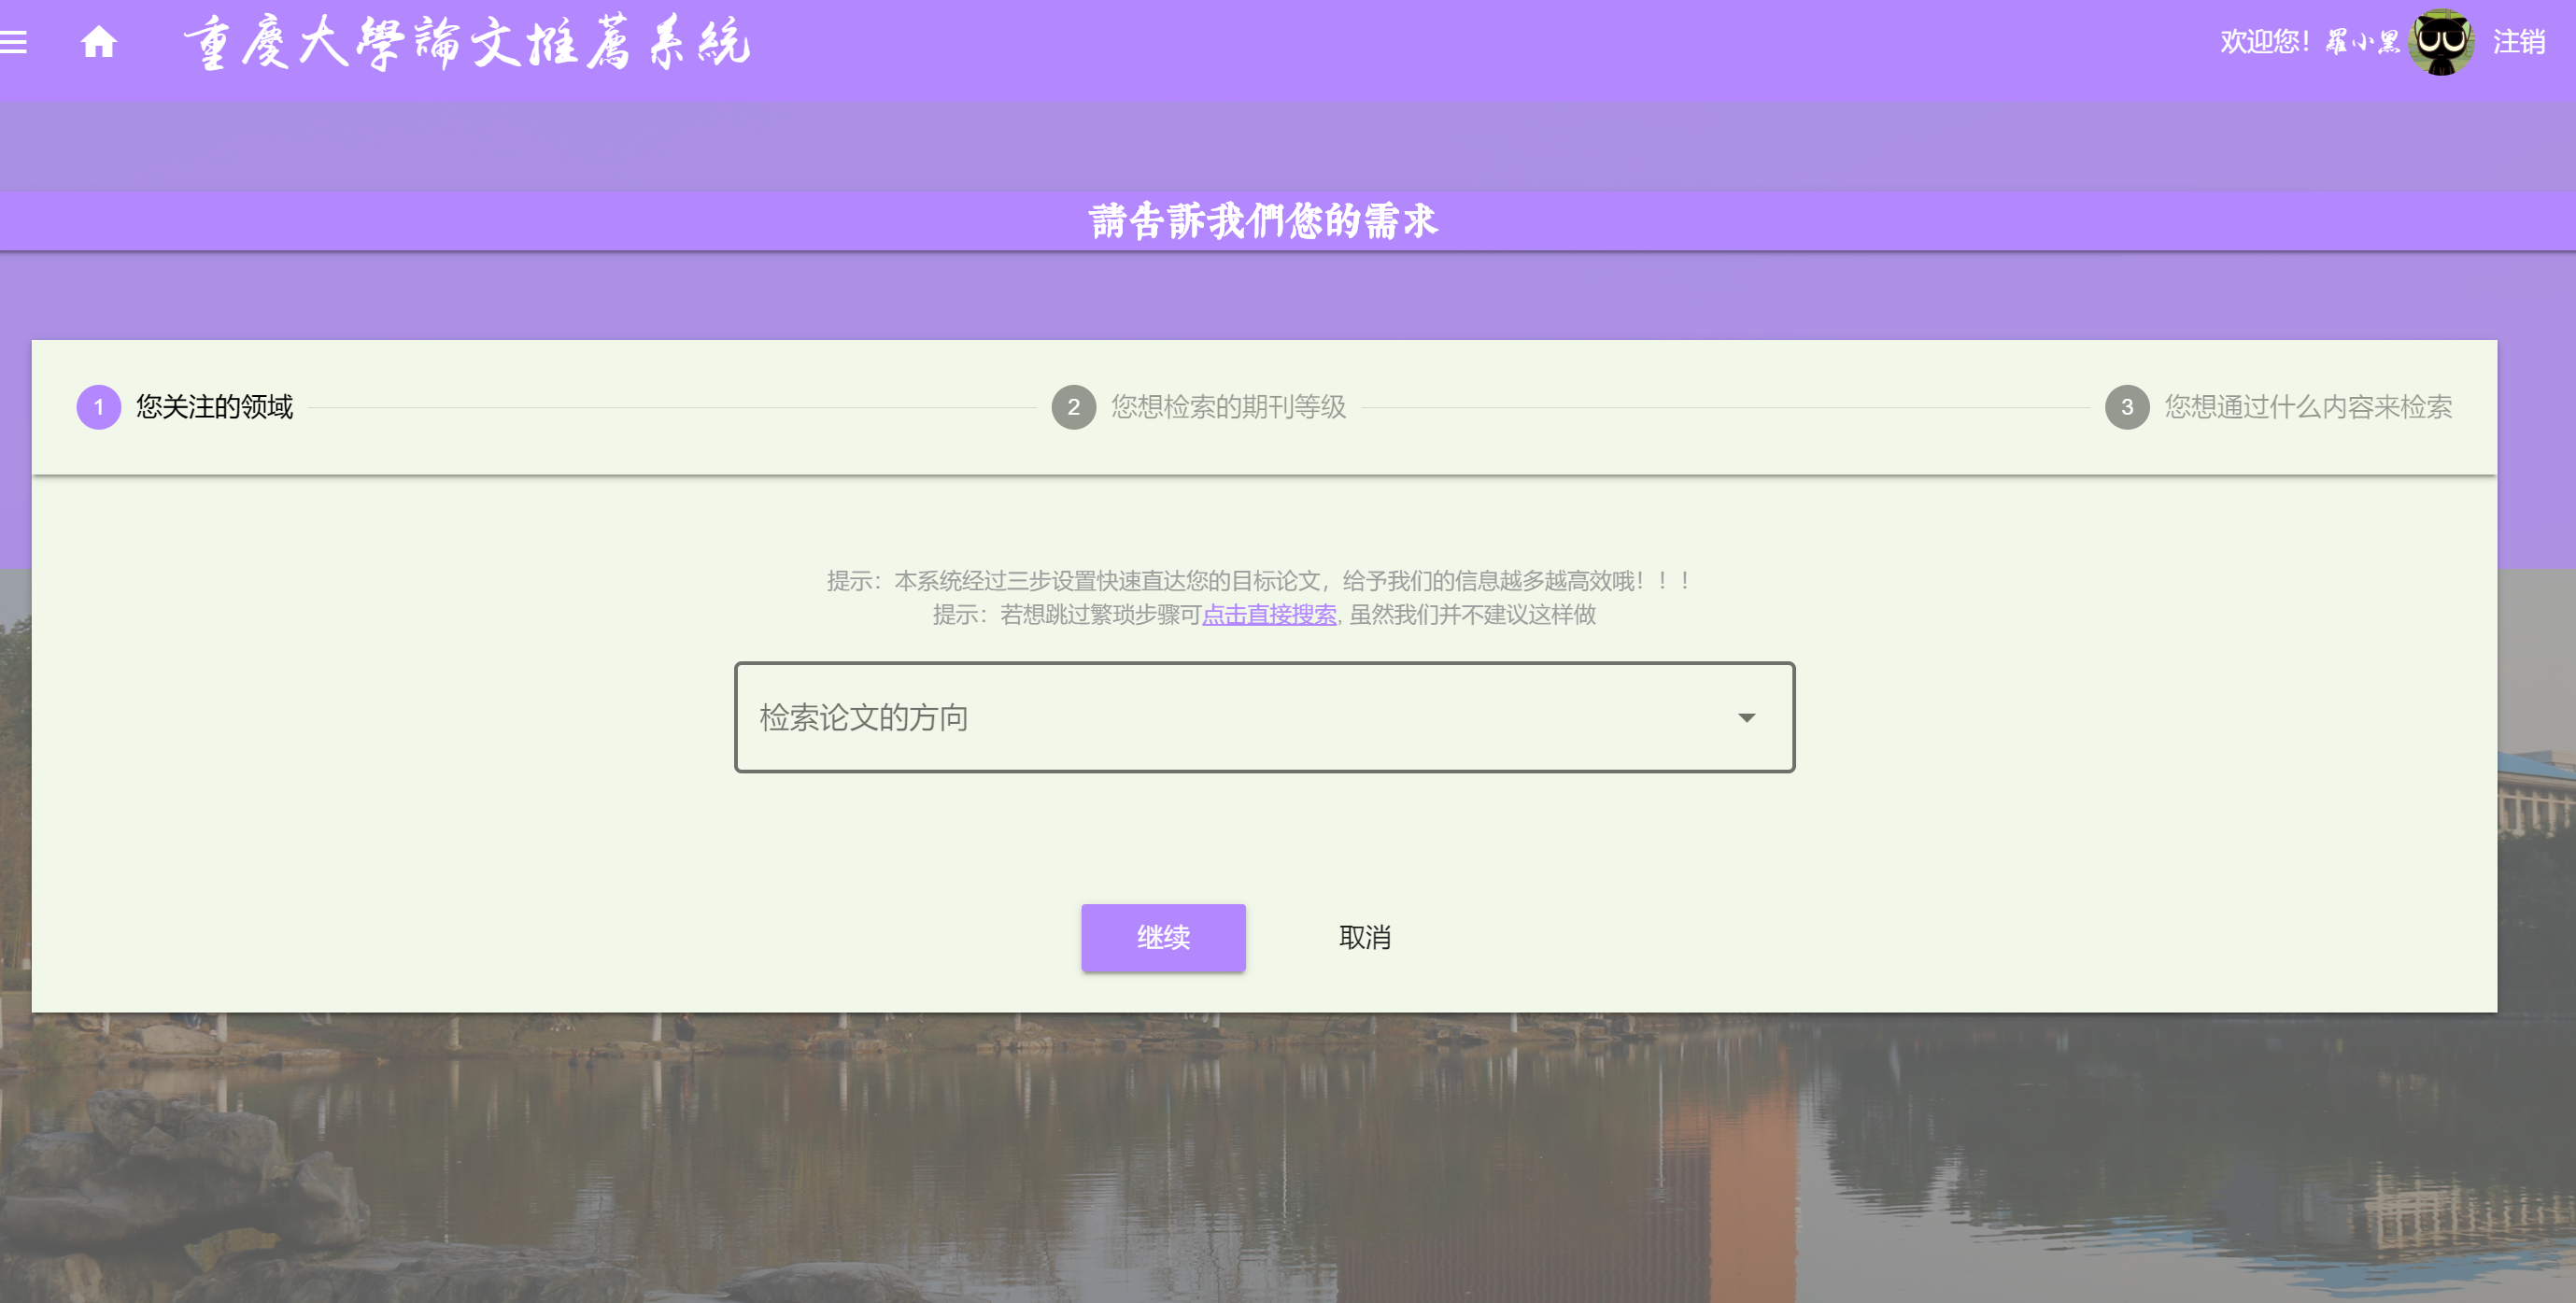 重慶大學論文推薦系統
欢迎您！羅小黑 注销
請告訴我們您的需求
1 您关注的领域
2 您想检索的期刊等级
3 您想通过什么内容来检索
提示：本系统经过三步设置快速直达您的目标论文，给予我们的信息越多越高效哦！！！
提示：若想跳过繁琐步骤可点击直接搜索, 虽然我们并不建议这样做
检索论文的方向
继续 取消